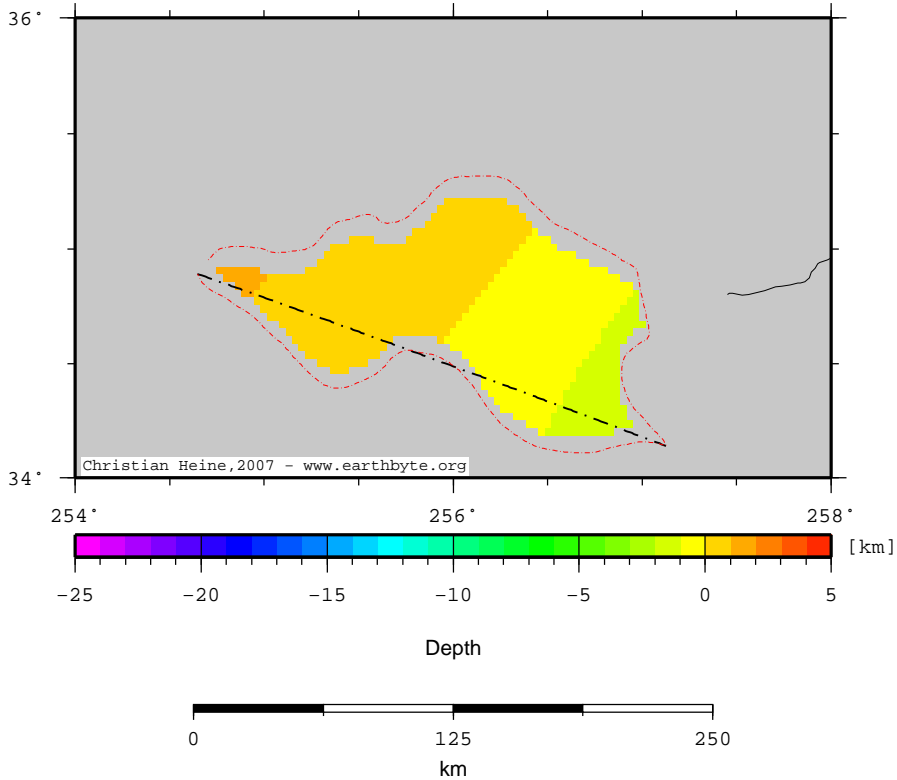 36°
Christian Heine,2007 - www.earthbyte.org
34°
254° 256° 258°
[km]
-25 -20 -15 -10 -5 0 5
Depth
0 125 250
km